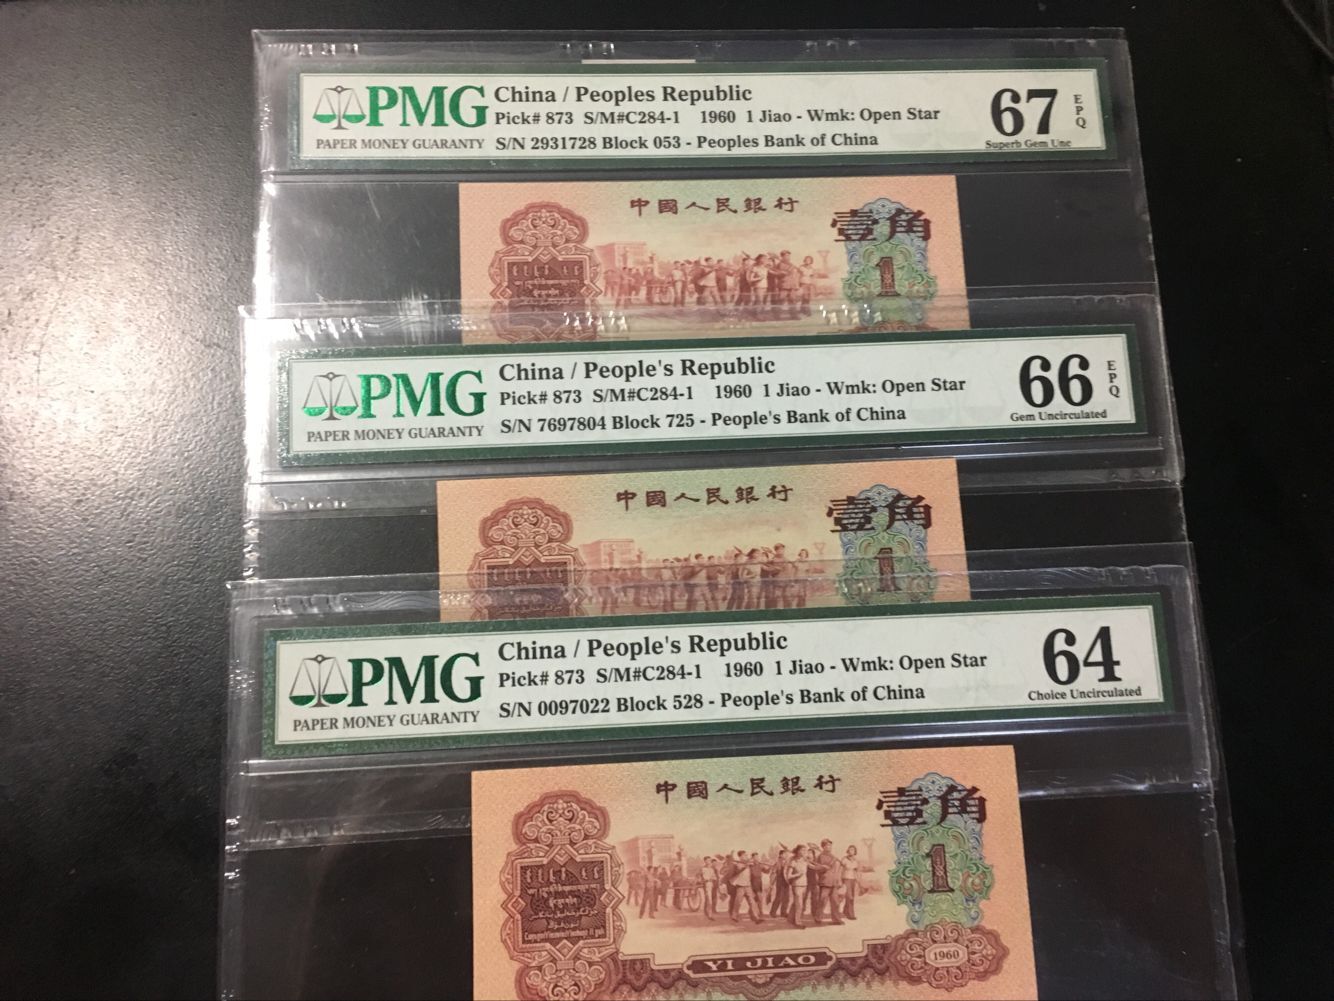 PMG
PAPER MONEY GUARANTY
China / Peoples Republic
Pick# 873 S/M#C284-1 1960 1 Jiao - Wmk: Open Star
S/N 2931728 Block 053 - Peoples Bank of China
67
EPQ
Superb Gem Unc
中國人民銀行
壹角
1
PMG
PAPER MONEY GUARANTY
China / People's Republic
Pick# 873 S/M#C284-1 1960 1 Jiao - Wmk: Open Star
S/N 7697804 Block 725 - People's Bank of China
66
EPQ
Gem Uncirculated
中國人民銀行
壹角
1
PMG
PAPER MONEY GUARANTY
China / People's Republic
Pick# 873 S/M#C284-1 1960 1 Jiao - Wmk: Open Star
S/N 0097022 Block 528 - People's Bank of China
64
Choice Uncirculated
中國人民銀行
壹角
1
YI JIAO
1960